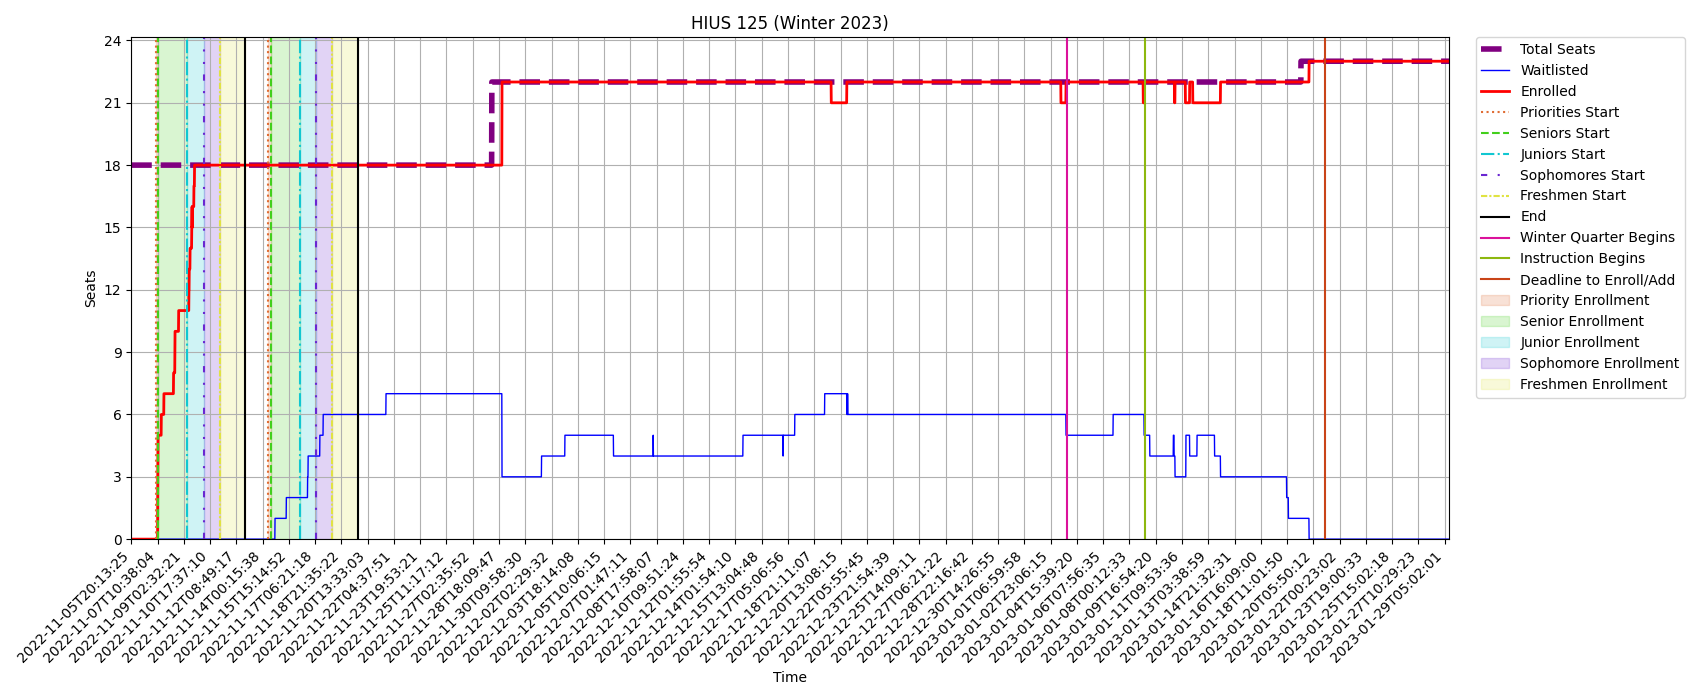 HIUS 125 (Winter 2023)
Seats
24
21
18
15
12
9
6
3
0
2022-11-05T20:13:25
2022-11-07T10:38:04
2022-11-09T02:32:21
2022-11-10T17:37:10
2022-11-12T08:49:17
2022-11-14T00:15:38
2022-11-15T15:14:52
2022-11-17T06:21:18
2022-11-18T21:35:22
2022-11-20T13:33:03
2022-11-22T04:37:51
2022-11-23T19:53:21
2022-11-25T11:17:12
2022-11-27T02:35:52
2022-11-28T18:09:47
2022-11-30T09:58:30
2022-12-02T02:29:32
2022-12-03T18:14:08
2022-12-05T10:06:15
2022-12-07T01:47:11
2022-12-08T17:58:07
2022-12-10T09:51:24
2022-12-12T01:55:54
2022-12-14T01:54:10
2022-12-15T13:04:48
2022-12-17T05:06:56
2022-12-18T21:11:07
2022-12-20T13:08:15
2022-12-22T05:55:45
2022-12-23T21:54:39
2022-12-25T14:09:11
2022-12-27T06:21:22
2022-12-28T22:16:42
2022-12-30T14:26:55
2023-01-01T06:59:58
2023-01-02T23:06:15
2023-01-04T15:39:20
2023-01-06T07:56:35
2023-01-08T00:12:33
2023-01-09T16:54:20
2023-01-11T09:53:36
2023-01-13T03:38:59
2023-01-14T21:32:31
2023-01-16T16:09:00
2023-01-18T11:01:50
2023-01-20T05:50:12
2023-01-22T00:23:02
2023-01-23T19:00:33
2023-01-25T15:02:18
2023-01-27T10:29:23
2023-01-29T05:02:01
Time
Total Seats
Waitlisted
Enrolled
Priorities Start
Seniors Start
Juniors Start
Sophomores Start
Freshmen Start
End
Winter Quarter Begins
Instruction Begins
Deadline to Enroll/Add
Priority Enrollment
Senior Enrollment
Junior Enrollment
Sophomore Enrollment
Freshmen Enrollment